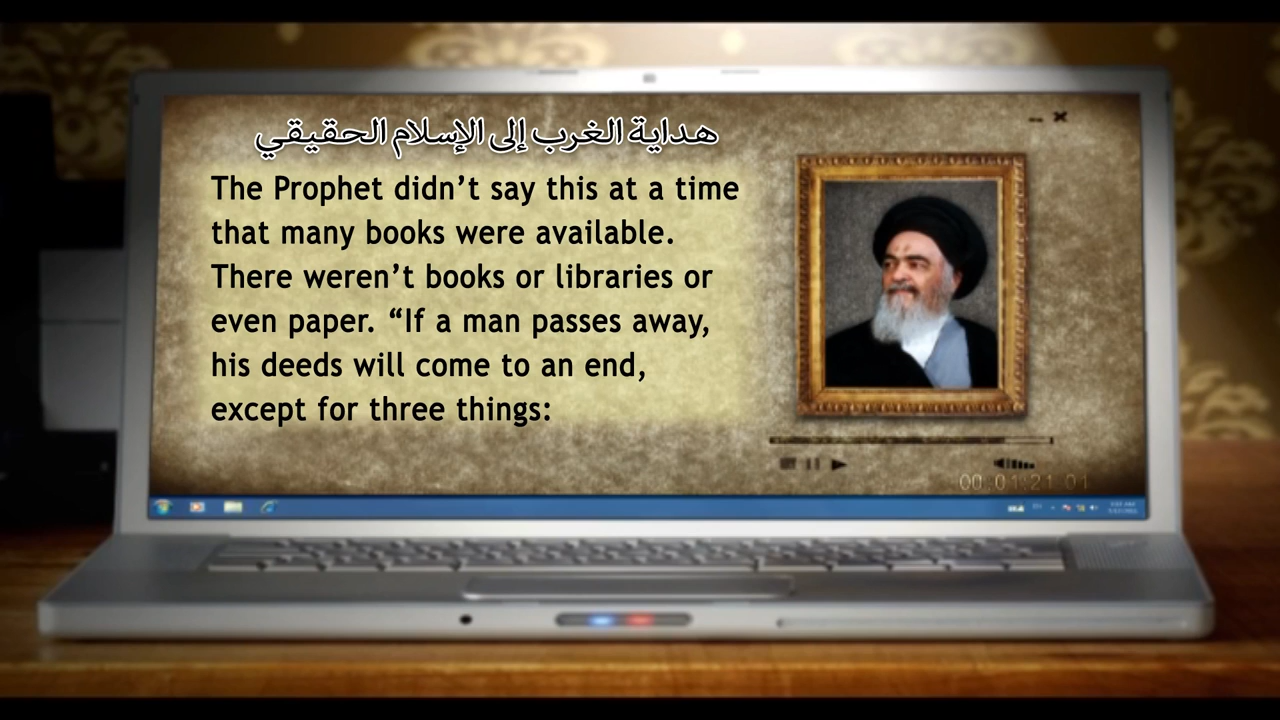 هداية الغرب إلى الإسلام الحقيقي
The Prophet didn’t say this at a time
that many books were available.
There weren’t books or libraries or
even paper. “If a man passes away,
his deeds will come to an end,
except for three things:
00:01:21:01